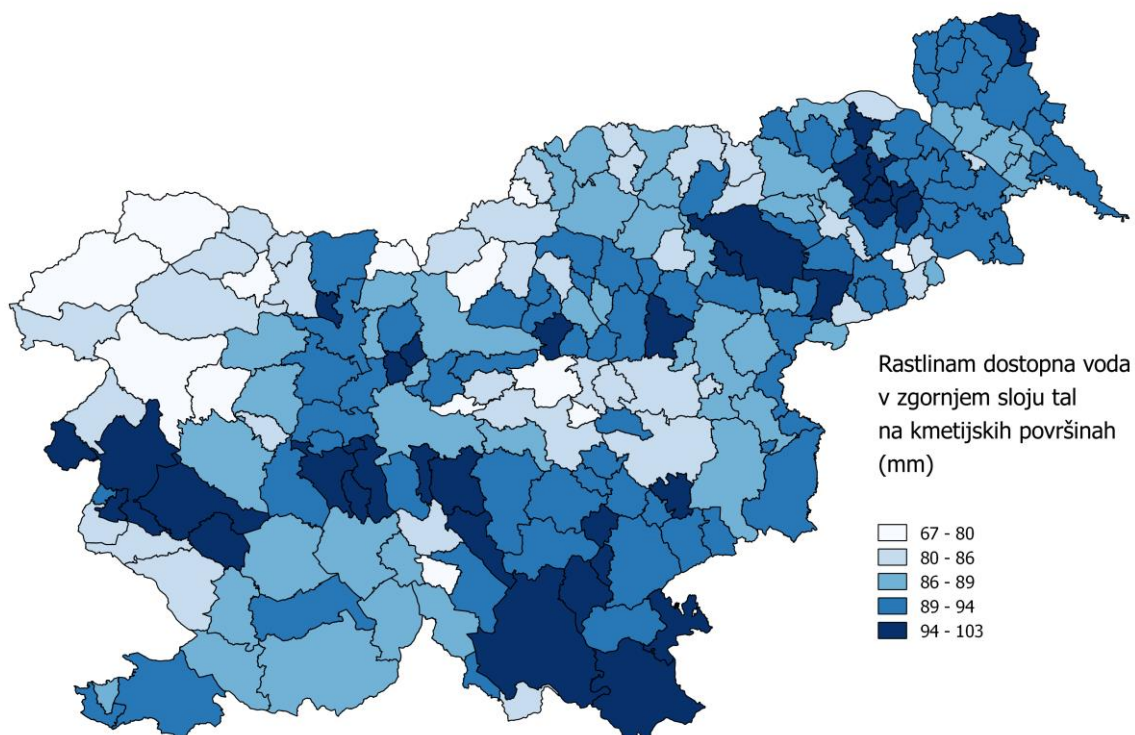 Rastlinam dostopna voda
v zgornjem sloju tal
na kmetijskih površinah
(mm)
67 - 80
80 - 86
86 - 89
89 - 94
94 - 103